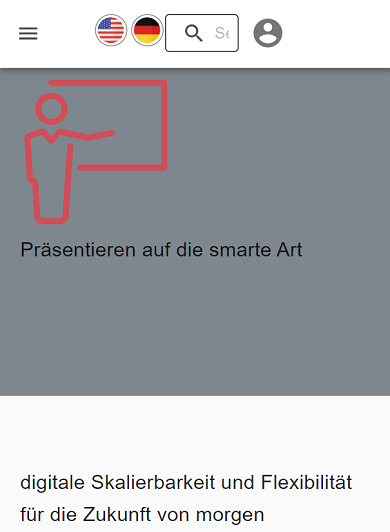 Se
Präsentieren auf die smarte Art
digitale Skalierbarkeit und Flexibilität
für die Zukunft von morgen